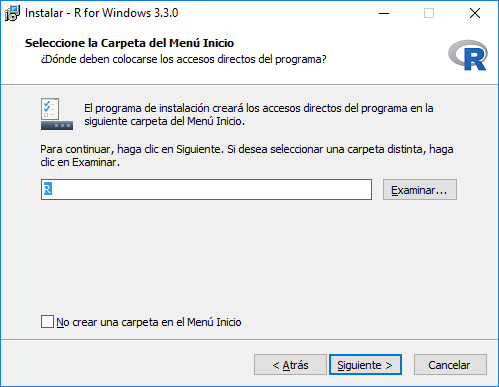 Instalar - R for Windows 3.3.0
Seleccione la Carpeta del Menú Inicio
¿Dónde deben colocarse los accesos directos del programa?
R
El programa de instalación creará los accesos directos del programa en la
siguiente carpeta del Menú Inicio.
Para continuar, haga clic en Siguiente. Si desea seleccionar una carpeta distinta, haga
clic en Examinar.
R
Examinar...
No crear una carpeta en el Menú Inicio
< Atrás
Siguiente >
Cancelar